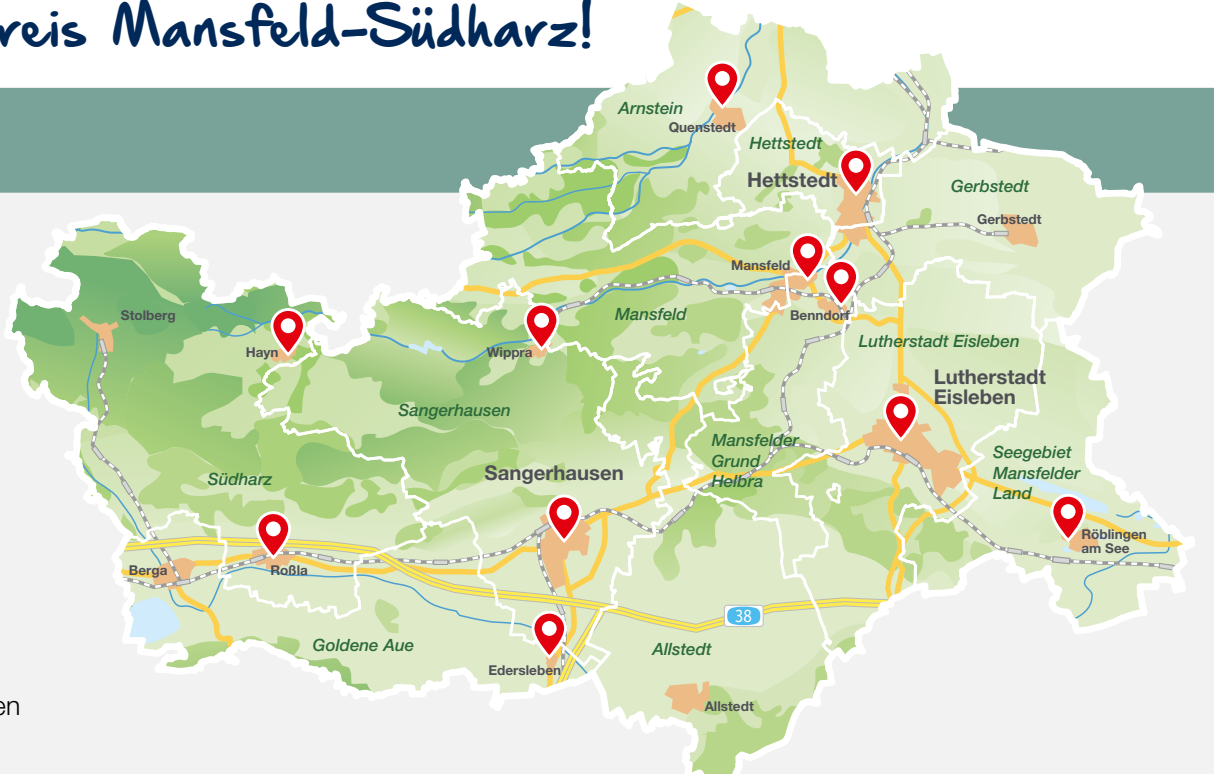 reis Mansfeld-Südharz!
Arnstein
Quenstedt
Hettstedt
Hettstedt
Gerbstedt
Gerbstedt
Mansfeld
Benndorf
Mansfeld
Stolberg
Hayn
Wippra
Lutherstadt Eisleben
Lutherstadt
Eisleben
Sangerhausen
Mansfelder
Grund
Helbra
Seegebiet
Mansfelder
Land
Südharz
Sangerhausen
Röblingen
am See
Berga
Roßla
38
Goldene Aue
Allstedt
Edersleben
Allstedt
en